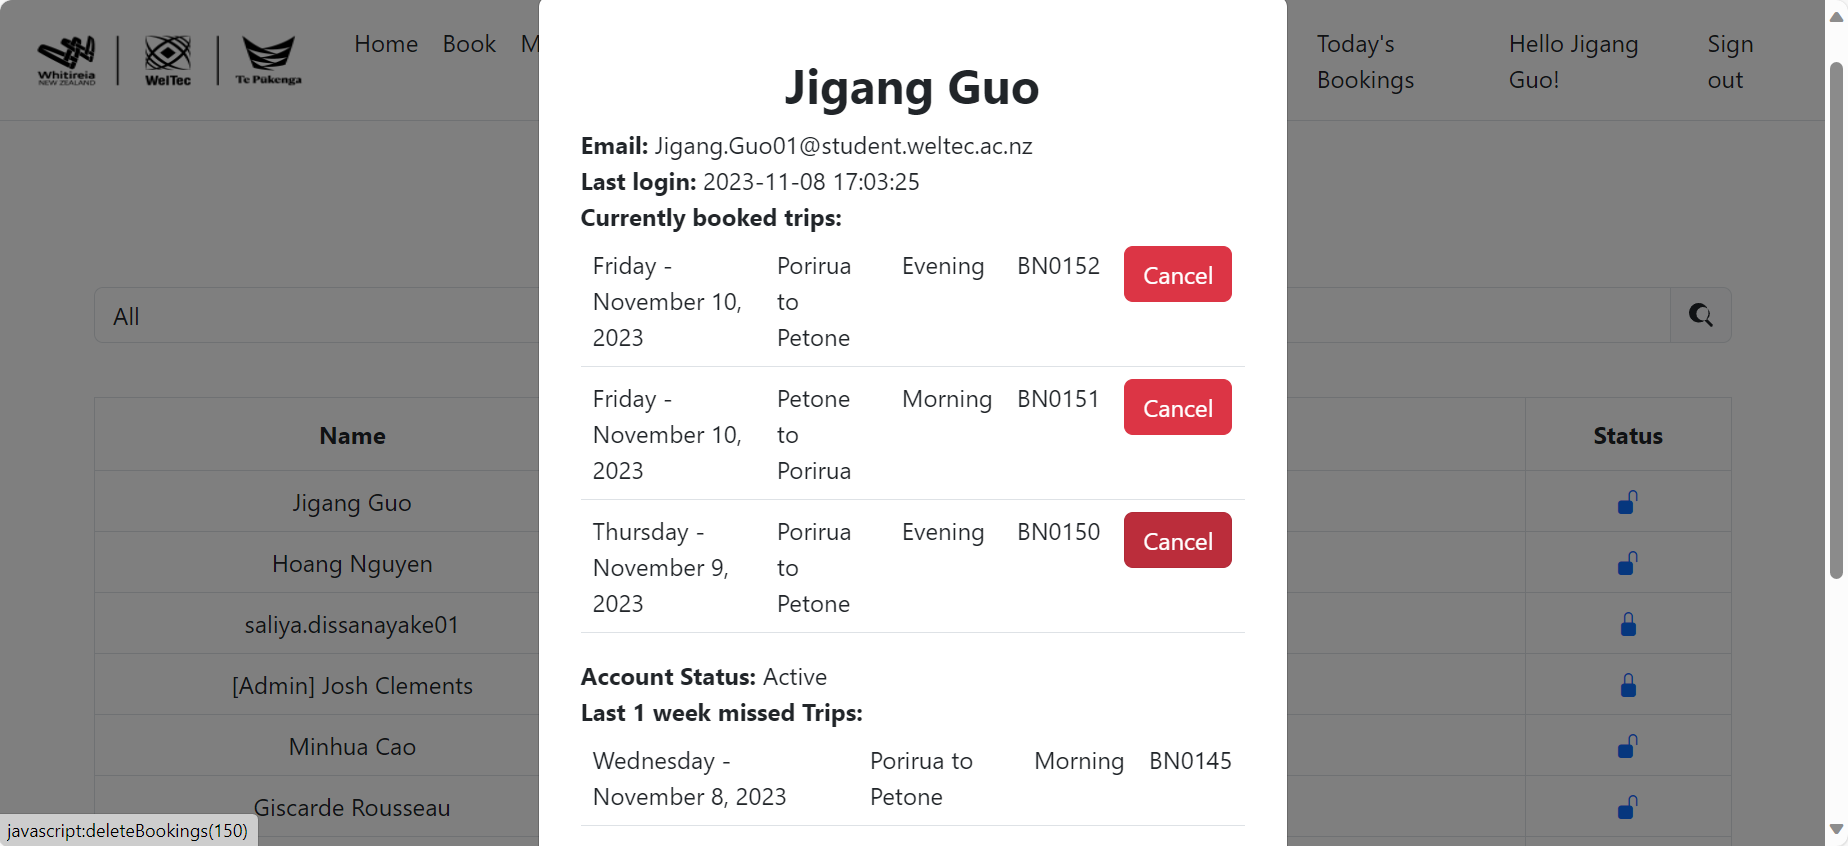 Whitireia
NEW ZEALAND
WelTec
Te Pūkenga
Home
Book
M
Today's
Bookings
Hello Jigang
Guo!
Sign
out
Jigang Guo
Email: Jigang.Guo01@student.weltec.ac.nz
Last login: 2023-11-08 17:03:25
Currently booked trips:
Friday -
November 10,
2023
Porirua
to
Petone
Evening
BN0152
Cancel
Friday -
November 10,
2023
Petone
to
Porirua
Morning
BN0151
Cancel
Thursday -
November 9,
2023
Porirua
to
Petone
Evening
BN0150
Cancel
Account Status: Active
Last 1 week missed Trips:
Wednesday -
November 8, 2023
Porirua to
Petone
Morning
BN0145
All
Name
Status
Jigang Guo
Hoang Nguyen
saliya.dissanayake01
[Admin] Josh Clements
Minhua Cao
Giscarde Rousseau
javascript:deleteBookings(150)